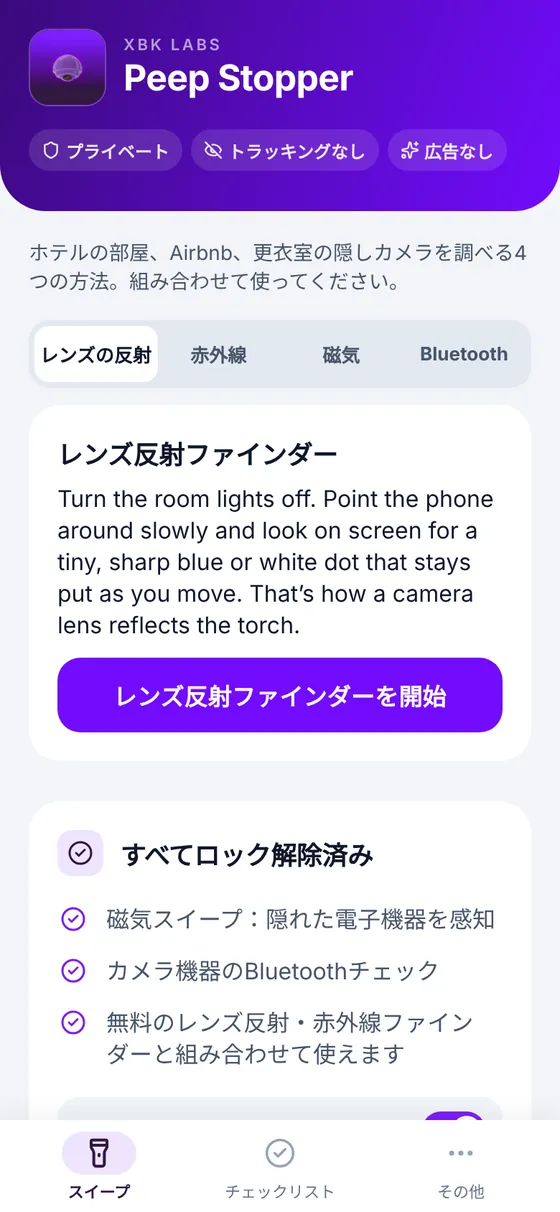 XBK LABS
Peep Stopper
プライベート
トラッキングなし
広告なし
ホテルの部屋、Airbnb、更衣室の隠しカメラを調べる4
つの方法。組み合わせて使ってください。
レンズの反射
赤外線
磁気
Bluetooth
レンズ反射ファインダー
Turn the room lights off. Point the phone
around slowly and look on screen for a
tiny, sharp blue or white dot that stays
put as you move. That’s how a camera
lens reflects the torch.
レンズ反射ファインダーを開始
すべてロック解除済み
磁気スイープ：隠れた電子機器を感知
カメラ機器のBluetoothチェック
無料のレンズ反射・赤外線ファイン
ダーと組み合わせて使えます
スイープ
チェックリスト
その他